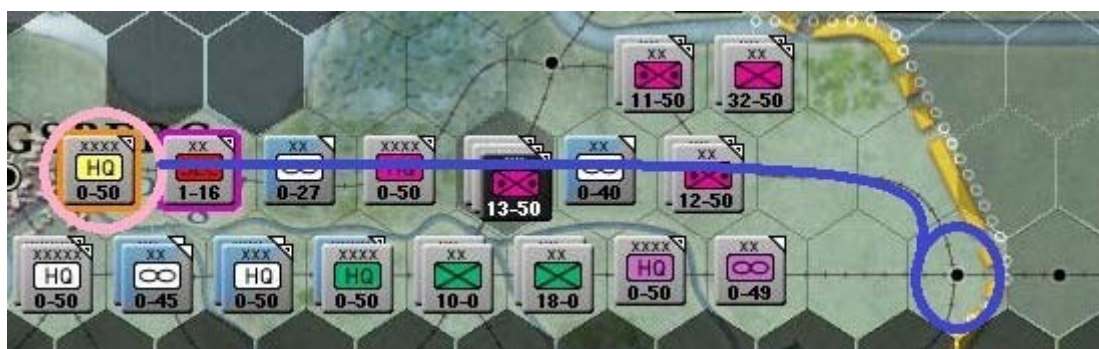 XX XX
- 11-50 - 32-50
XXXX XX XX XXXX XX XX
HQ HQ
0-50 1-16 0-27 0-50 13-50 0-40 - 12-50
XXXXX XX XXX XXXX XX XX XXXX XX
HQ HQ HQ HQ
0-50 0-45 0-50 0-50 10-0 18-0 0-50 0-49